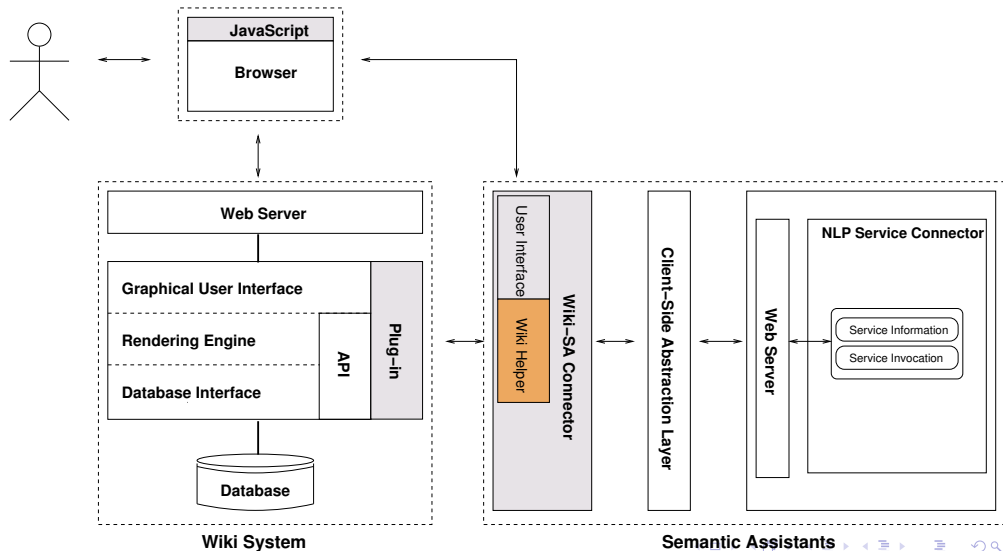 JavaScript
Browser
Web Server
Graphical User Interface
Rendering Engine
Database Interface
API
Plug–in
Database
Wiki System
User Interface
Wiki Helper
Wiki–SA Connector
Client–Side Abstraction Layer
Web Server
NLP Service Connector
Service Information
Service Invocation
Semantic Assistants